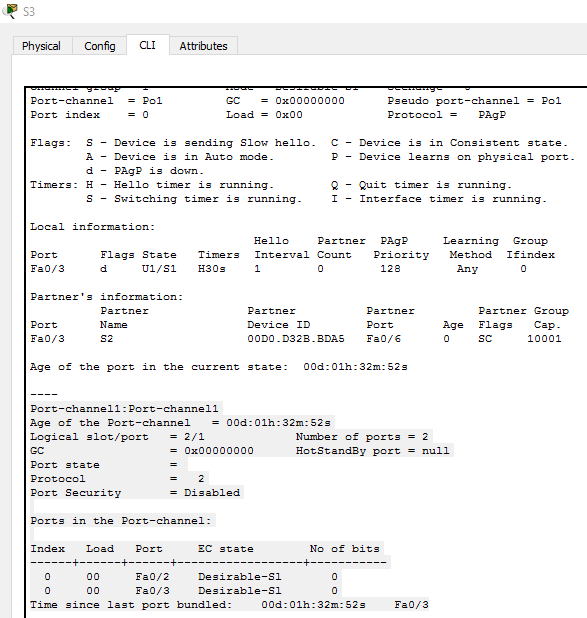 S3
Physical Config CLI Attributes
Port-channel = Po1 GC = 0x00000000 Pseudo port-channel = Po1
Port index = 0 Load = 0x00 Protocol = PAgP
Flags: S - Device is sending Slow hello. C - Device is in Consistent state.
A - Device is in Auto mode. P - Device learns on physical port.
d - PAgP is down.
Timers: H - Hello timer is running. Q - Quit timer is running.
S - Switching timer is running. I - Interface timer is running.
Local information:
Hello Partner PAgP Learning Group
Port Flags State Timers Interval Count Priority Method Ifindex
Fa0/3 d U1/S1 H30s 1 0 128 Any 0
Partner's information:
Partner Partner Partner Partner Group
Port Name Device ID Port Age Flags Cap.
Fa0/3 S2 00D0.D32B.BDA5 Fa0/6 0 SC 10001
Age of the port in the current state: 00d:01h:32m:52s
----
Port-channel1:Port-channel1
Age of the Port-channel = 00d:01h:32m:52s
Logical slot/port = 2/1 Number of ports = 2
GC = 0x00000000 HotStandBy port = null
Port state =
Protocol = 2
Port Security = Disabled
Ports in the Port-channel:
Index Load Port EC state No of bits
------+------+------+------------------+-----------
0 00 Fa0/2 Desirable-Sl 0
0 00 Fa0/3 Desirable-Sl 0
Time since last port bundled: 00d:01h:32m:52s Fa0/3